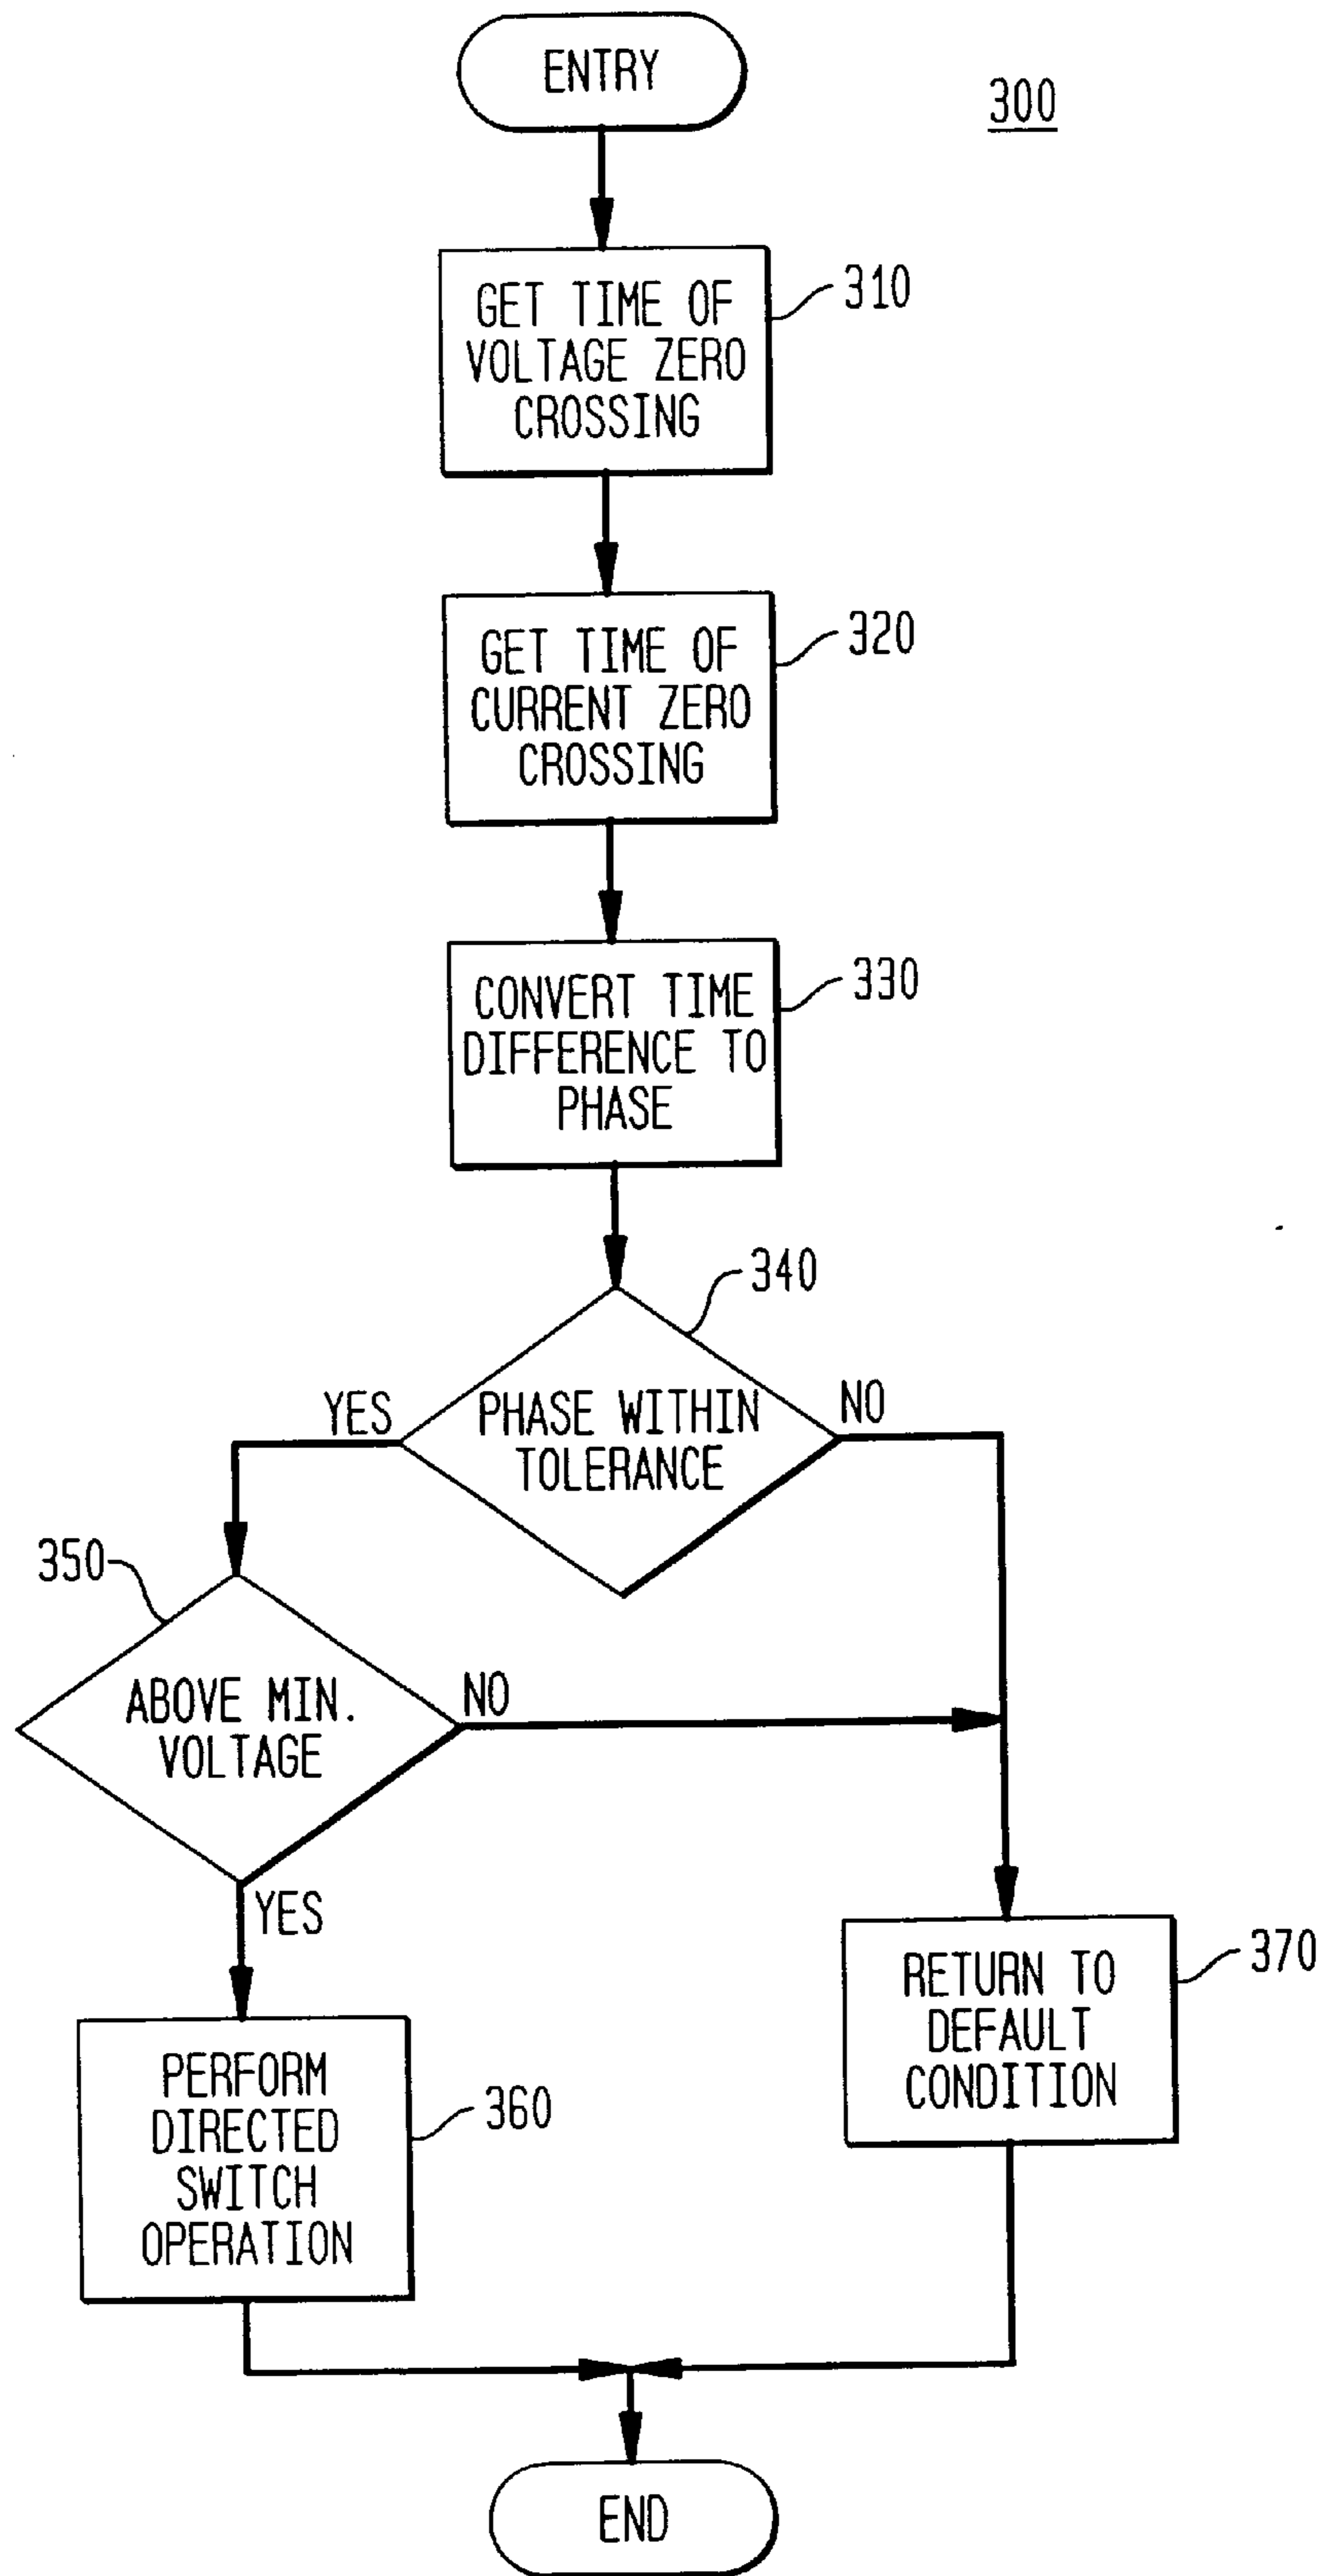 ENTRY
300
GET TIME OF
VOLTAGE ZERO
CROSSING
310
GET TIME OF
CURRENT ZERO
CROSSING
320
CONVERT TIME
DIFFERENCE TO
PHASE
330
340
PHASE WITHIN
TOLERANCE
YES
NO
350
ABOVE MIN.
VOLTAGE
NO
YES
PERFORM
DIRECTED
SWITCH
OPERATION
360
RETURN TO
DEFAULT
CONDITION
370
END